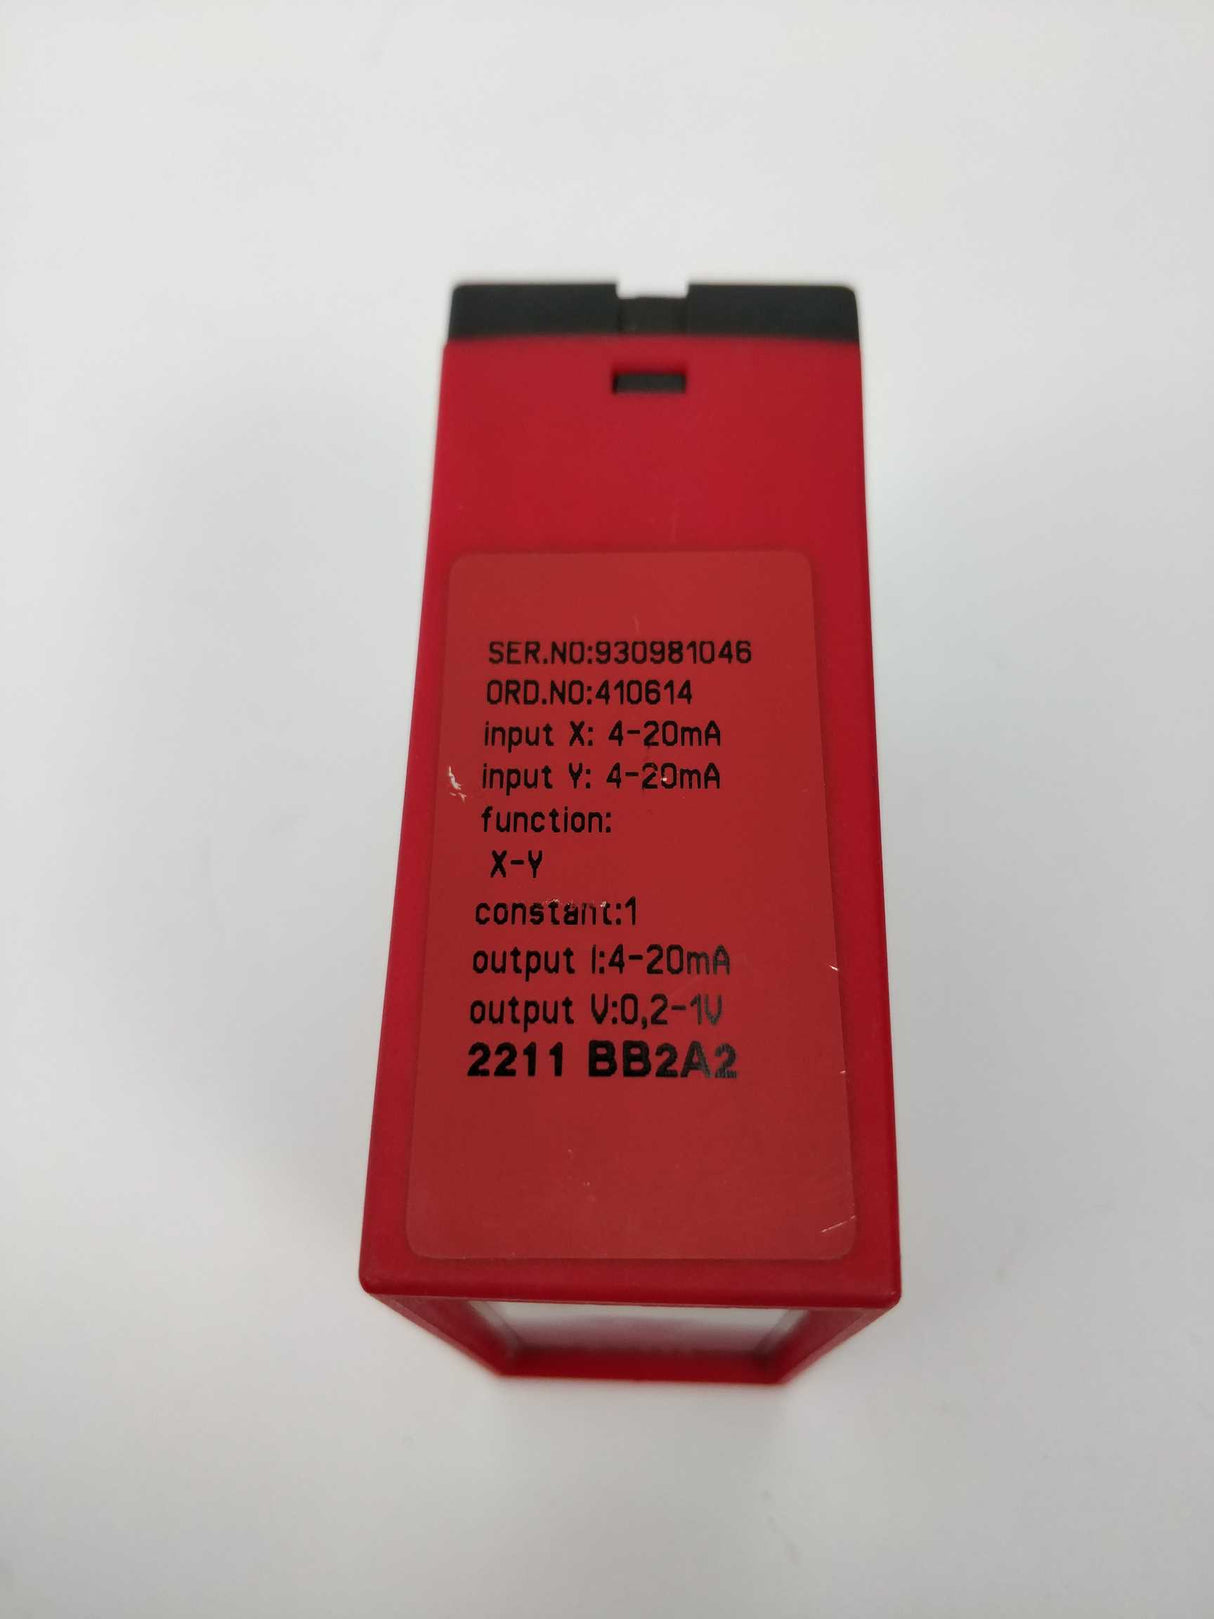 SER.NO:930981046
ORD.NO:410614
input X: 4-20mA
input Y: 4-20mA
function:
X-Y
constant:1
output I:4-20mA
output V:0,2-1V
2211 BB2A2